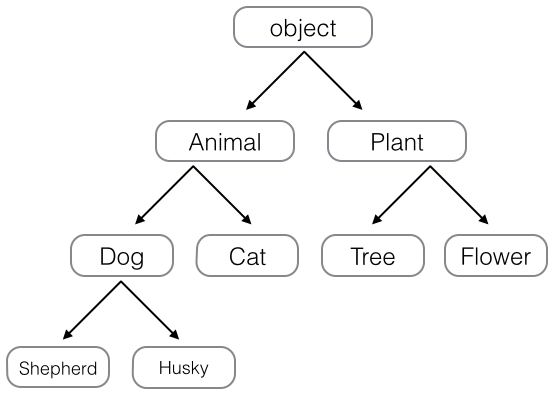 object
Animal
Plant
Dog
Cat
Tree
Flower
Shepherd
Husky